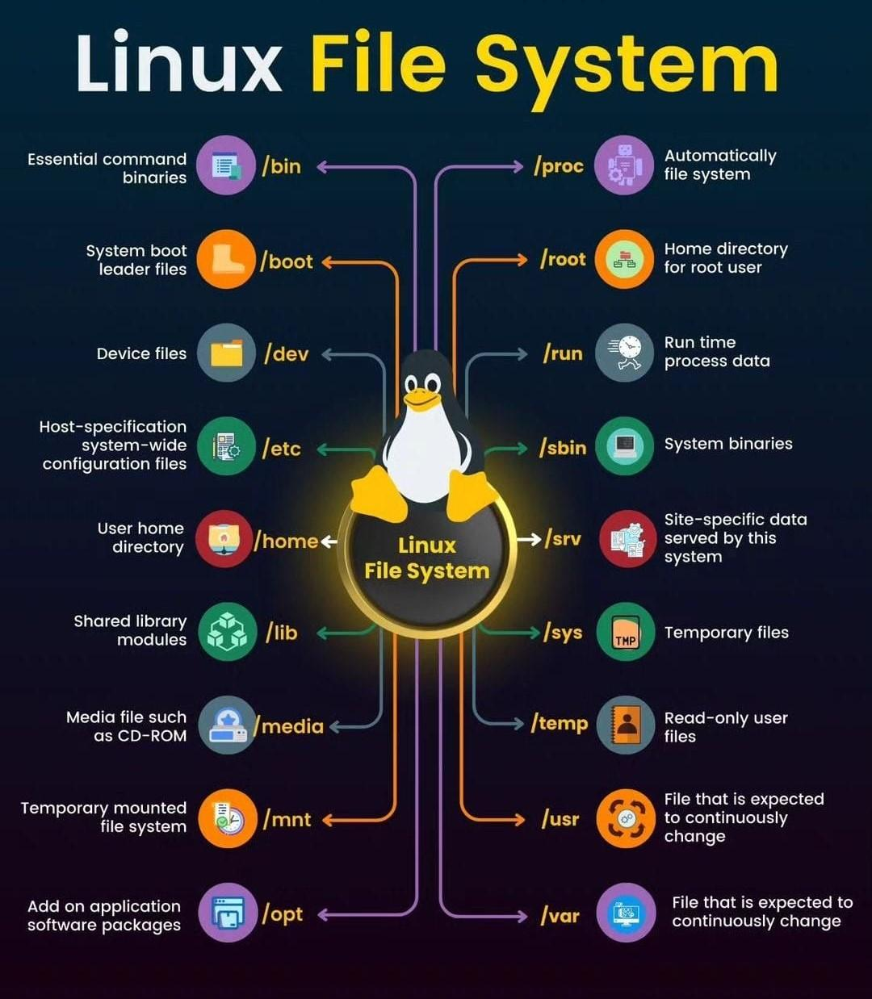 Linux File System
Essential command
binaries
/bin
/proc
Automatically
file system
System boot
leader files
/boot
/root
Home directory
for root user
Device files
/dev
/run
Run time
process data
Host-specification
system-wide
configuration files
/etc
/sbin
System binaries
User home
directory
/home
Linux
File System
/srv
Site-specific data
served by this
system
Shared library
modules
/lib
/sys
TMP
Temporary files
Media file such
as CD-ROM
/media
/temp
Read-only user
files
Temporary mounted
file system
/mnt
/usr
File that is expected
to continuously
change
Add on application
software packages
/opt
/var
File that is expected to
continuously change